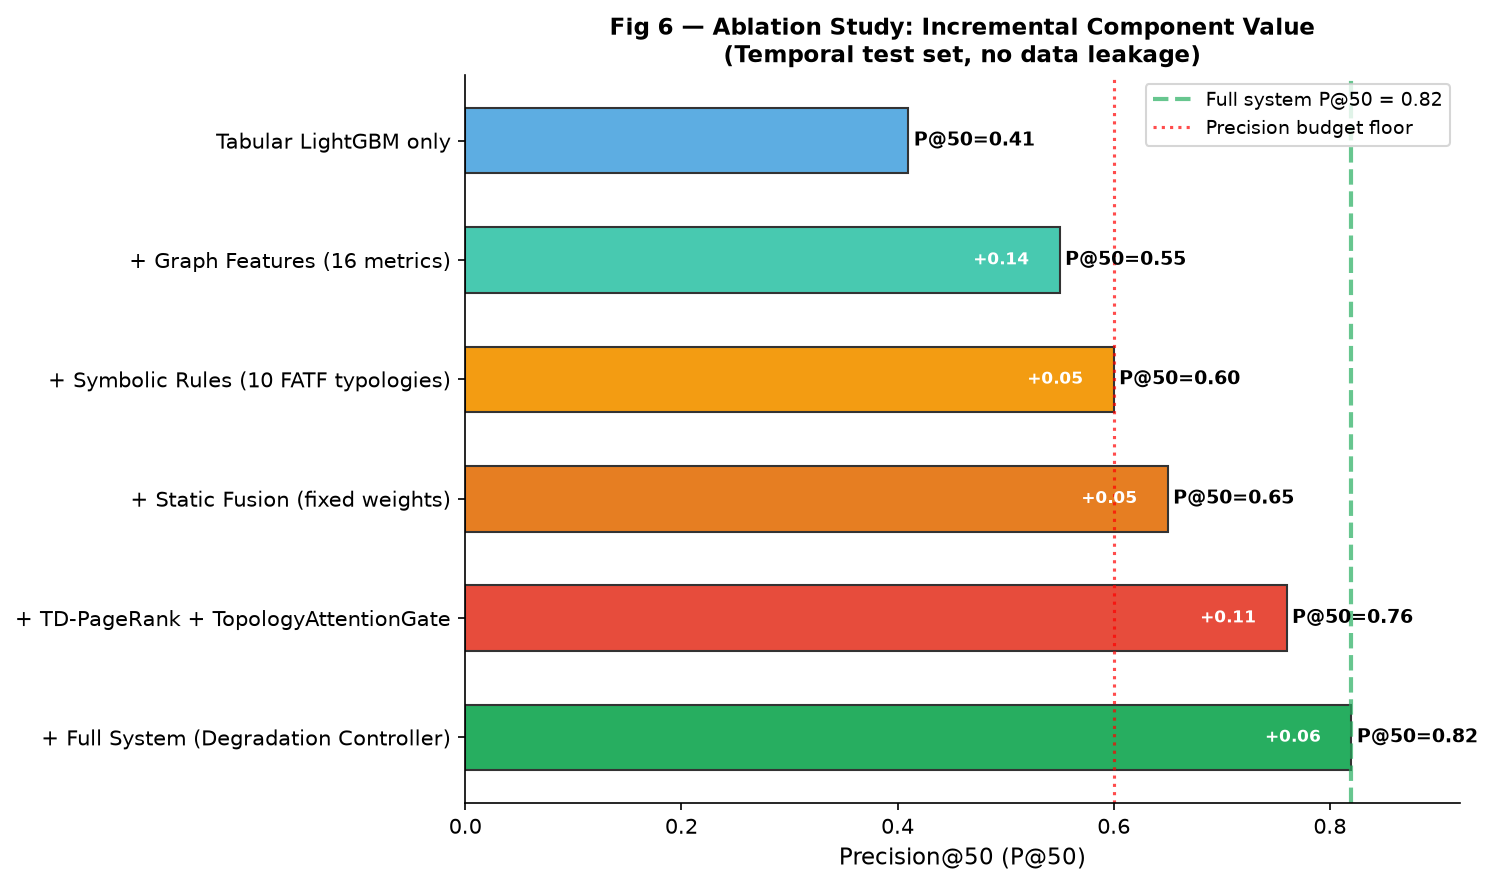 Fig 6 — Ablation Study: Incremental Component Value
(Temporal test set, no data leakage)
Full system P@50 = 0.82
Precision budget floor
Tabular LightGBM only
P@50=0.41
+ Graph Features (16 metrics)
+0.14
P@50=0.55
+ Symbolic Rules (10 FATF typologies)
+0.05
P@50=0.60
+ Static Fusion (fixed weights)
+0.05
P@50=0.65
+ TD-PageRank + TopologyAttentionGate
+0.11
P@50=0.76
+ Full System (Degradation Controller)
+0.06
P@50=0.82
0.0 0.2 0.4 0.6 0.8
Precision@50 (P@50)